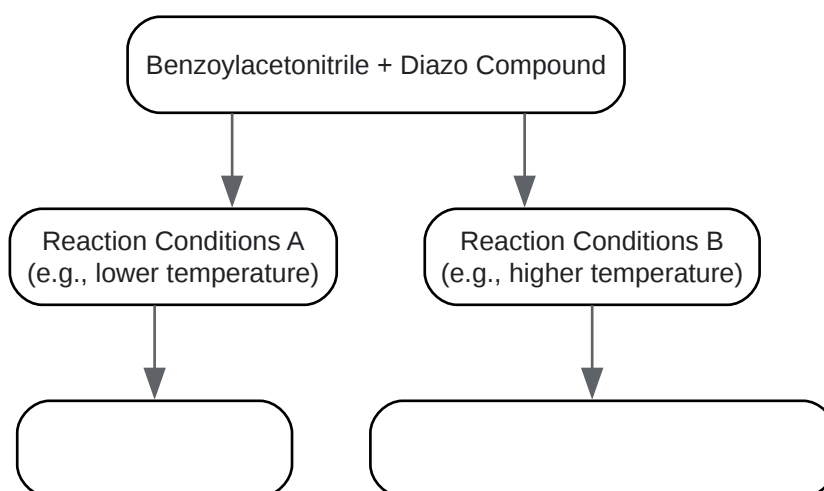 Benzoylacetonitrile + Diazo Compound
Reaction Conditions A
(e.g., lower temperature)
Reaction Conditions B
(e.g., higher temperature)